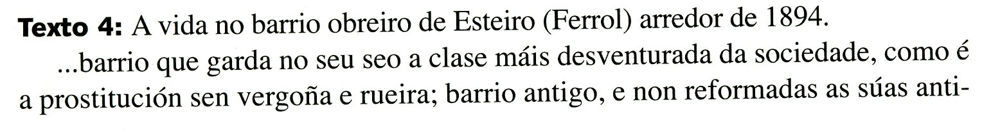 Texto 4: A vida no barrio obreiro de Esteiro (Ferrol) arredor de 1894.
...barrio que garda no seu seo a clase máis desventurada da sociedade, como é
a prostitución sen vergoña e rueira; barrio antigo, e non reformadas as súas anti-